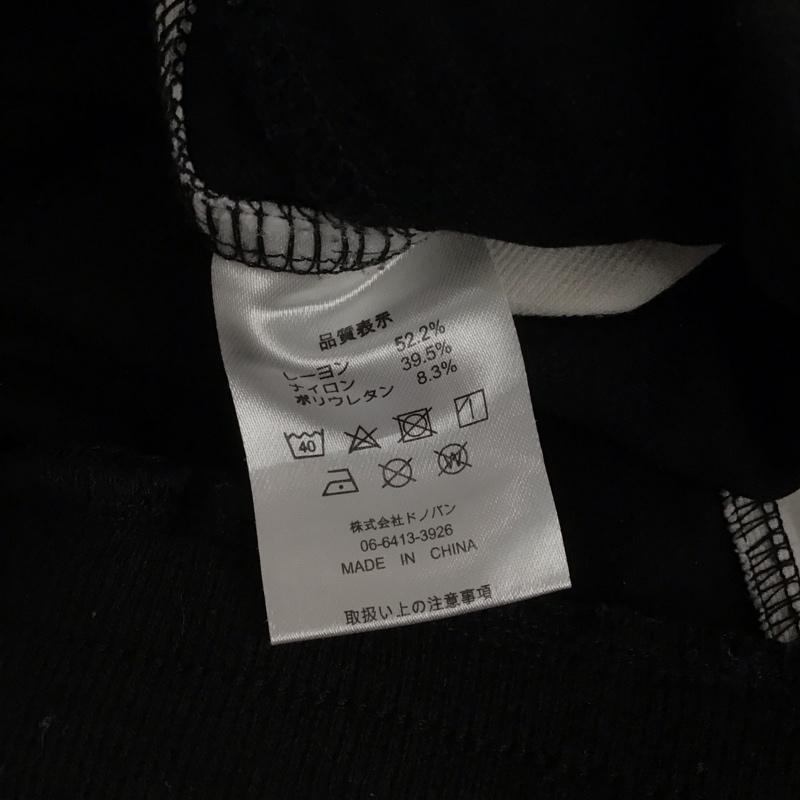 品質表示
レーヨン 52.2%
ナイロン 39.5%
ポリウレタン 8.3%
40
W
株式会社ドノバン
06-6413-3926
MADE IN CHINA
取扱い上の注意事項